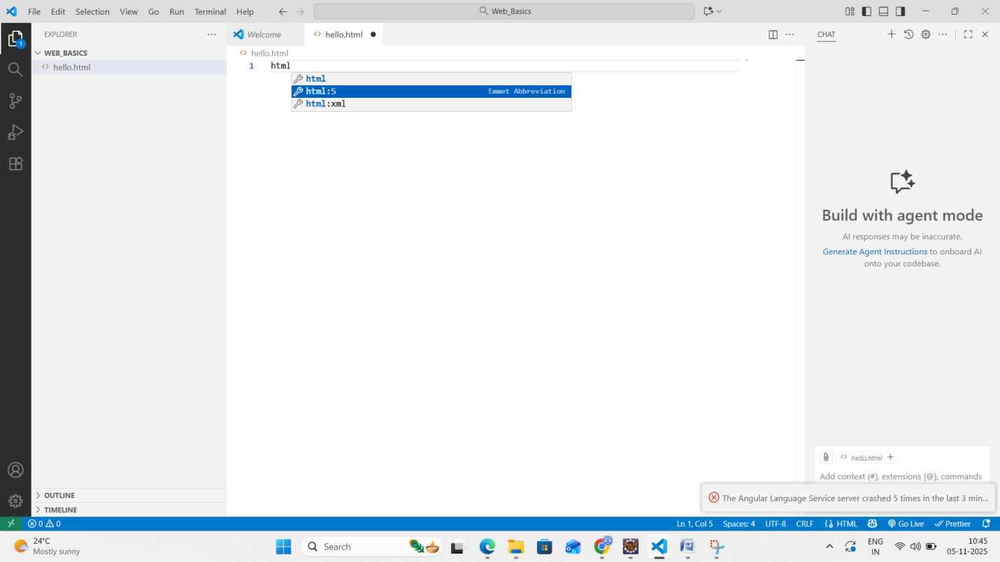 File Edit Selection View Go Run Terminal Help
Web_Basics
EXPLORER
WEB_BASICS
hello.html
OUTLINE
TIMELINE
1
Welcome
hello.html
hello.html
1 html
html
html:5 Emmet Abbreviation
html:xml
CHAT
Build with agent mode
AI responses may be inaccurate.
Generate Agent Instructions to onboard AI
onto your codebase.
hello.html
Add context (#), extensions (@), commands
The Angular Language Service server crashed 5 times in the last 3 min...
0 0
Ln 1, Col 5 Spaces: 4 UTF-8 CRLF HTML Go Live Prettier
24°C
Mostly sunny
Search
ENG
IN
10:45
05-11-2025